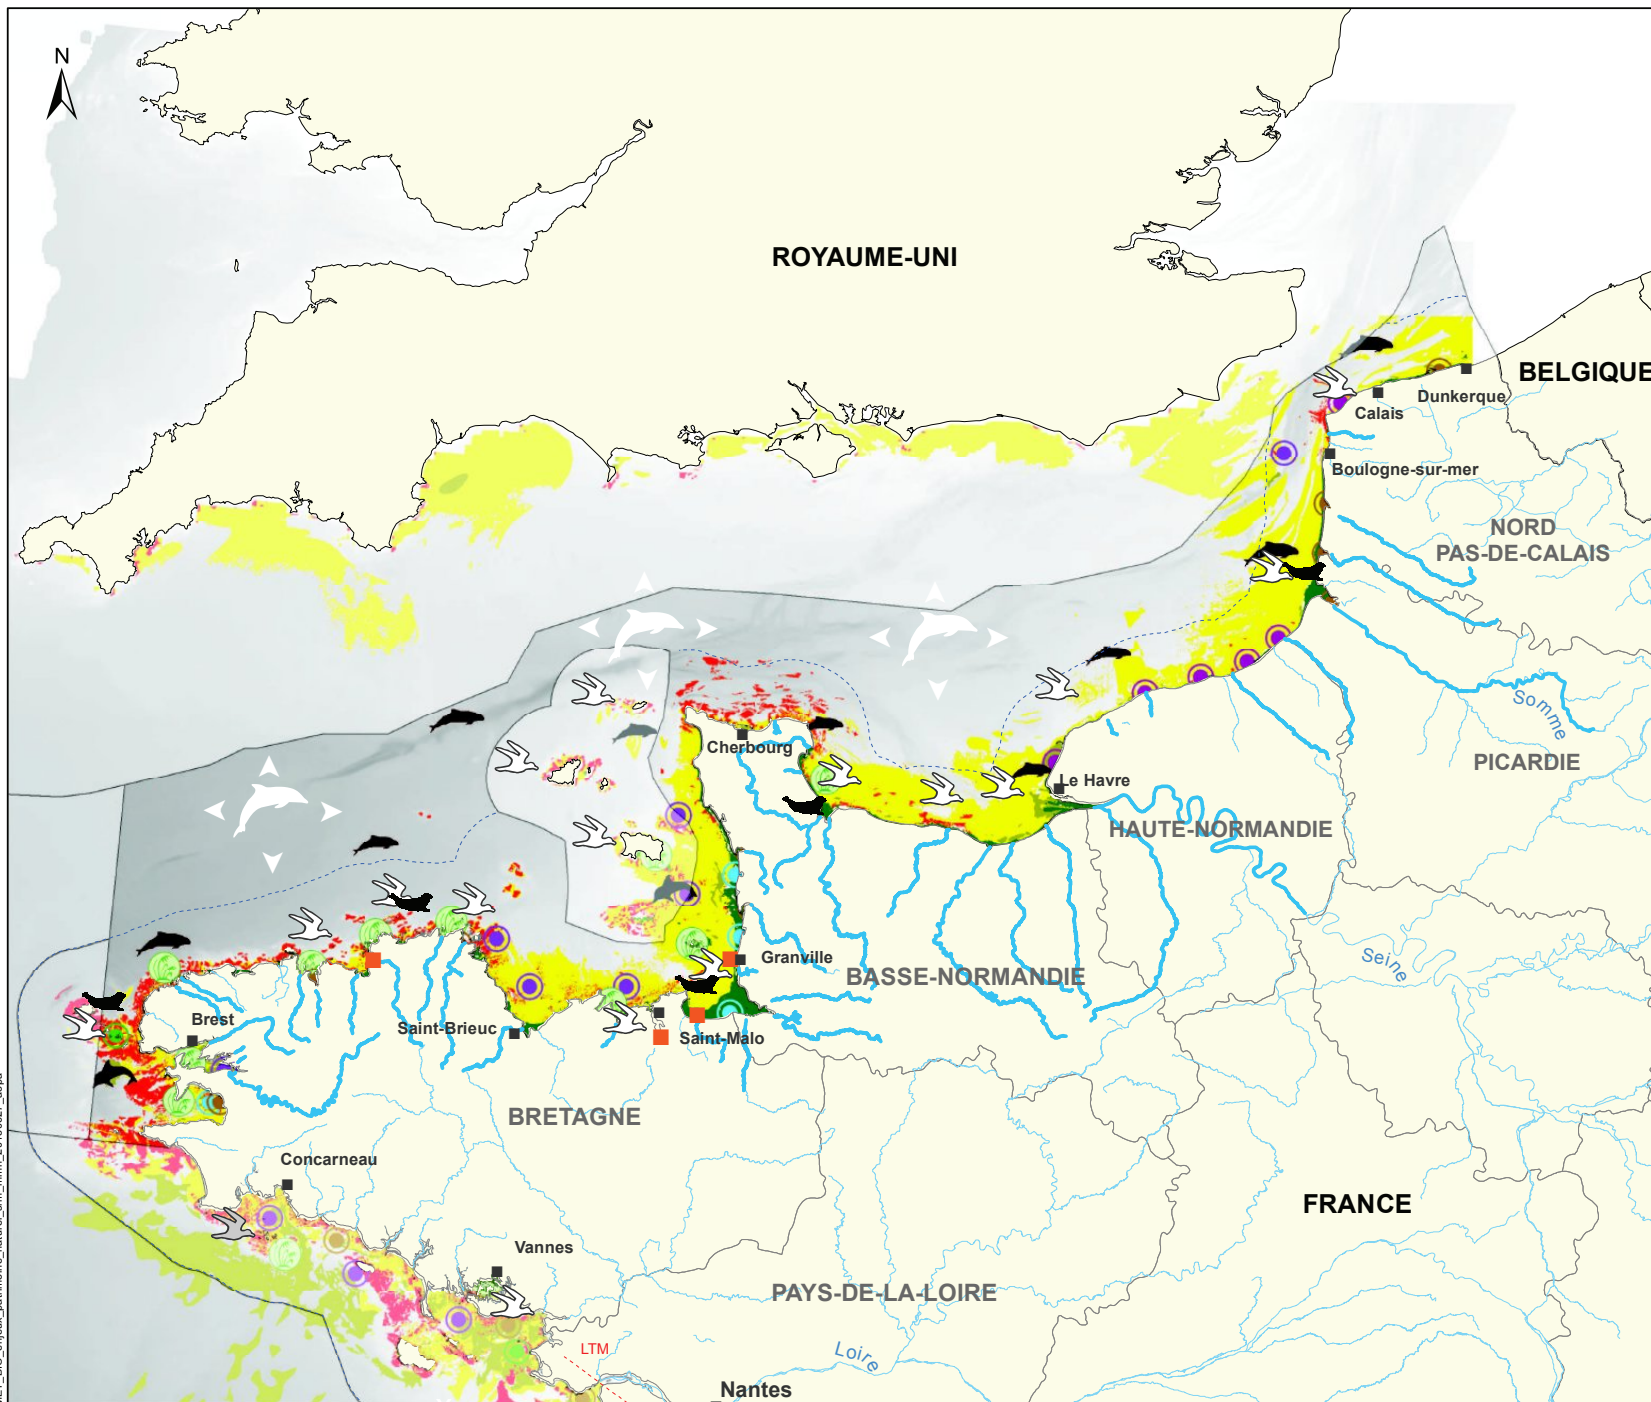 N
ROYAUME-UNI
BELGIQUE
Dunkerque
Calais
Boulogne-sur-mer
NORD
PAS-DE-CALAIS
Somme
PICARDIE
Cherbourg
Le Havre
HAUTE-NORMANDIE
Seine
Granville
BASSE-NORMANDIE
Brest
Saint-Brieuc
Saint-Malo
BRETAGNE
Concarneau
FRANCE
Vannes
PAYS-DE-LA-LOIRE
LTM
Loire
Nantes